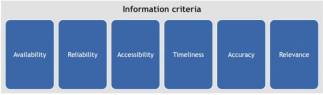 Information criteria
Availability
Reliability
Accessibility
Timeliness
Accuracy
Relevance